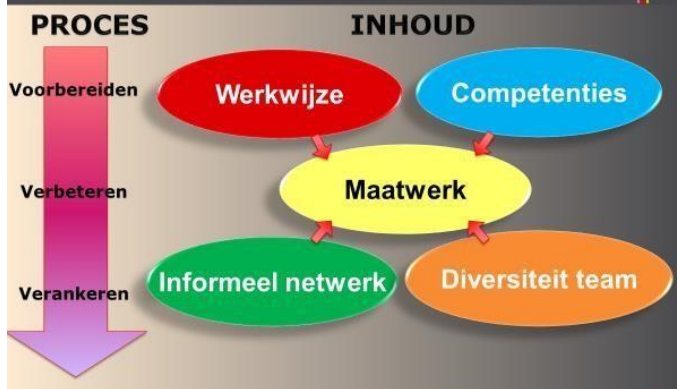 PROCES
INHOUD
Voorbereiden
Werkwijze
Competenties
Verbeteren
Maatwerk
Verankeren
Informeel netwerk
Diversiteit team